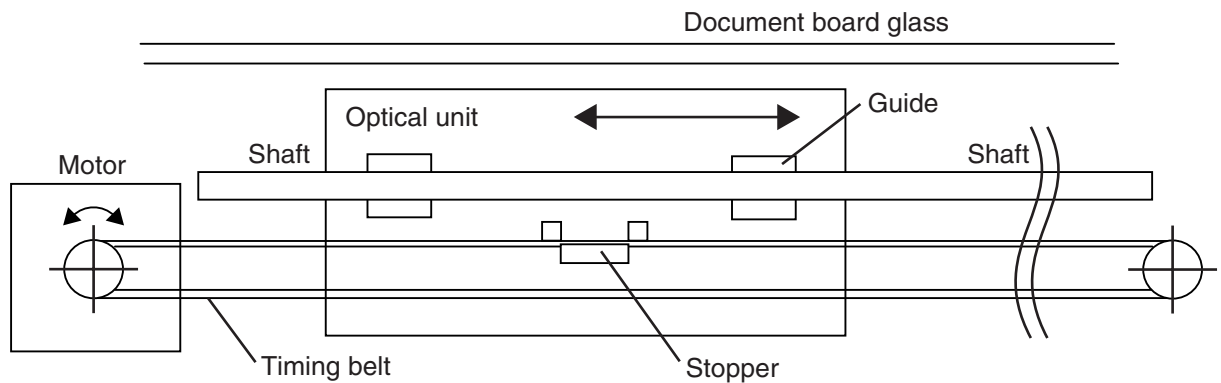 Document board glass
Optical unit
Guide
Shaft
Shaft
Motor
Timing belt
Stopper